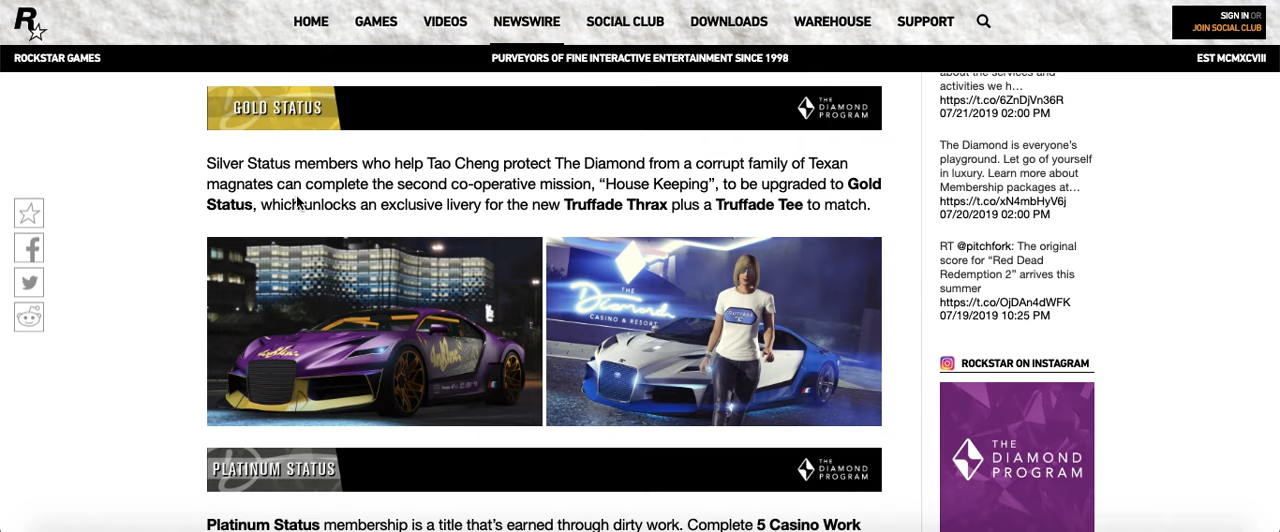 R
HOME GAMES VIDEOS NEWSWIRE SOCIAL CLUB DOWNLOADS WAREHOUSE SUPPORT
SIGN IN OR
JOIN SOCIAL CLUB
ROCKSTAR GAMES PURVEYORS OF FINE INTERACTIVE ENTERTAINMENT SINCE 1998 EST MCMXCVIII
GOLD STATUS
THE
DIAMOND
PROGRAM
Silver Status members who help Tao Cheng protect The Diamond from a corrupt family of Texan
magnates can complete the second co-operative mission, “House Keeping”, to be upgraded to Gold
Status, which unlocks an exclusive livery for the new Truffade Thrax plus a Truffade Tee to match.
THE
Diamond
CASINO & RESORT
PLATINUM STATUS
THE
DIAMOND
PROGRAM
Platinum Status membership is a title that’s earned through dirty work. Complete 5 Casino Work
about the services and
activities we h…
https://t.co/6ZnDjVn36R
07/21/2019 02:00 PM
The Diamond is everyone’s
playground. Let go of yourself
in luxury. Learn more about
Membership packages at…
https://t.co/xN4mbHyV6j
07/20/2019 02:00 PM
RT @pitchfork: The original
score for “Red Dead
Redemption 2” arrives this
summer
https://t.co/OjDAn4dWFK
07/19/2019 10:25 PM
ROCKSTAR ON INSTAGRAM
THE
DIAMOND
PROGRAM